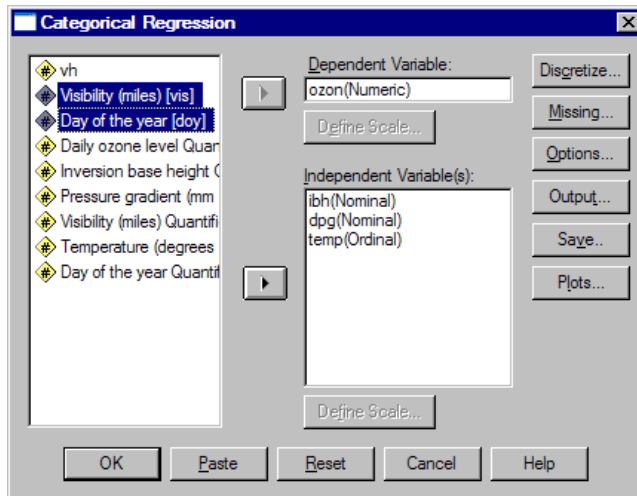 Categorical Regression
vh
Visibility (miles) [vis]
Day of the year [doy]
Daily ozone level Quan
Inversion base height
Pressure gradient (mm
Visibility (miles) Quantifi
Temperature (degrees
Day of the year Quantif
Dependent Variable:
ozon(Numeric)
Define Scale...
Independent Variable(s):
ibh(Nominal)
dpg(Nominal)
temp(Ordinal)
Define Scale...
Discretize...
Missing...
Options...
Output...
Save..
Plots...
OK
Paste
Reset
Cancel
Help